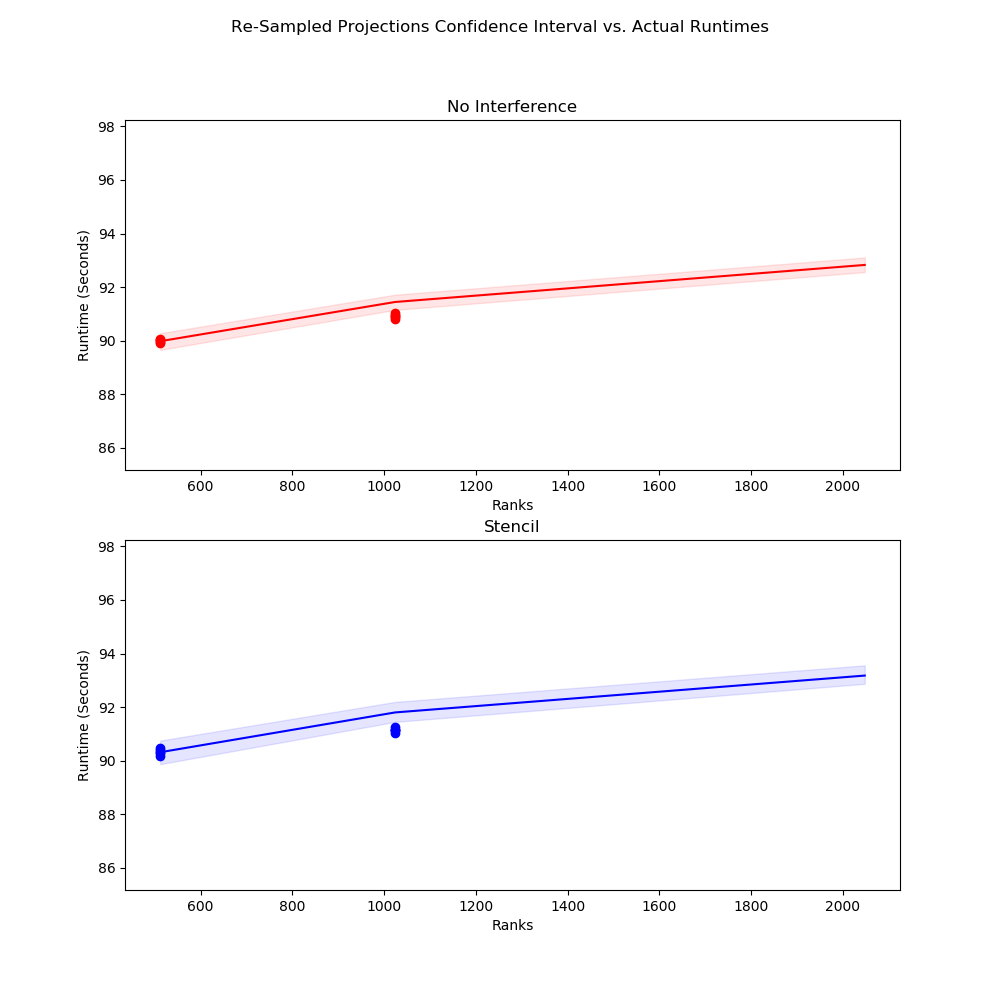 Re-Sampled Projections Confidence Interval vs. Actual Runtimes
No Interference
98
96
94
92
90
88
86
Runtime (Seconds)
600 800 1000 1200 1400 1600 1800 2000
Ranks
Stencil
98
96
94
92
90
88
86
Runtime (Seconds)
600 800 1000 1200 1400 1600 1800 2000
Ranks